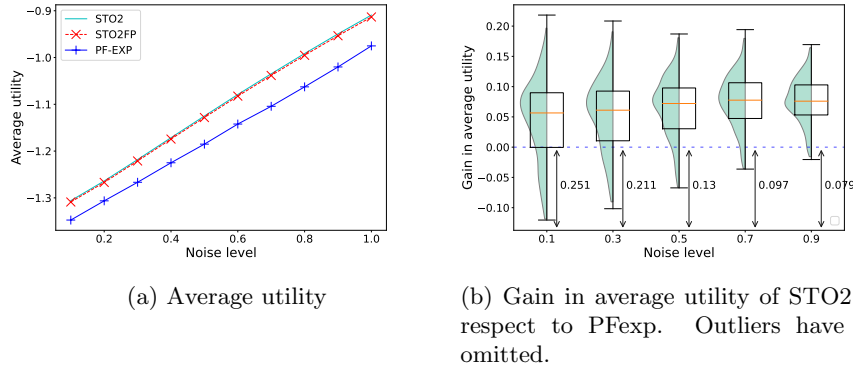 −0.9
−1.0
−1.1
−1.2
−1.3
Average utility
STO2
STO2FP
PF-EXP
0.2 0.4 0.6 0.8 1.0
Noise level
(a) Average utility
0.20
0.15
0.10
0.05
0.00
−0.05
−0.10
Gain in average utility
0.251 0.211 0.13 0.097 0.079
0.1 0.3 0.5 0.7 0.9
Noise level
(b) Gain in average utility of STO2
respect to PFexp. Outliers have
omitted.